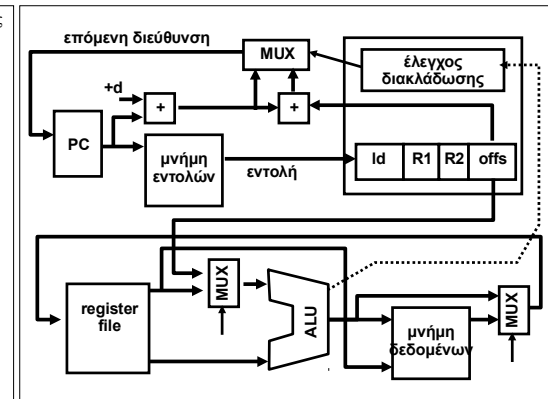 ς
επόμενη διεύθυνση
MUX
έλεγχος
διακλάδωσης
+d
+
+
PC
μνήμη
εντολών
εντολή
ld
R1
R2
offs
MUX
register
file
ALU
μνήμη
δεδομένων
MUX